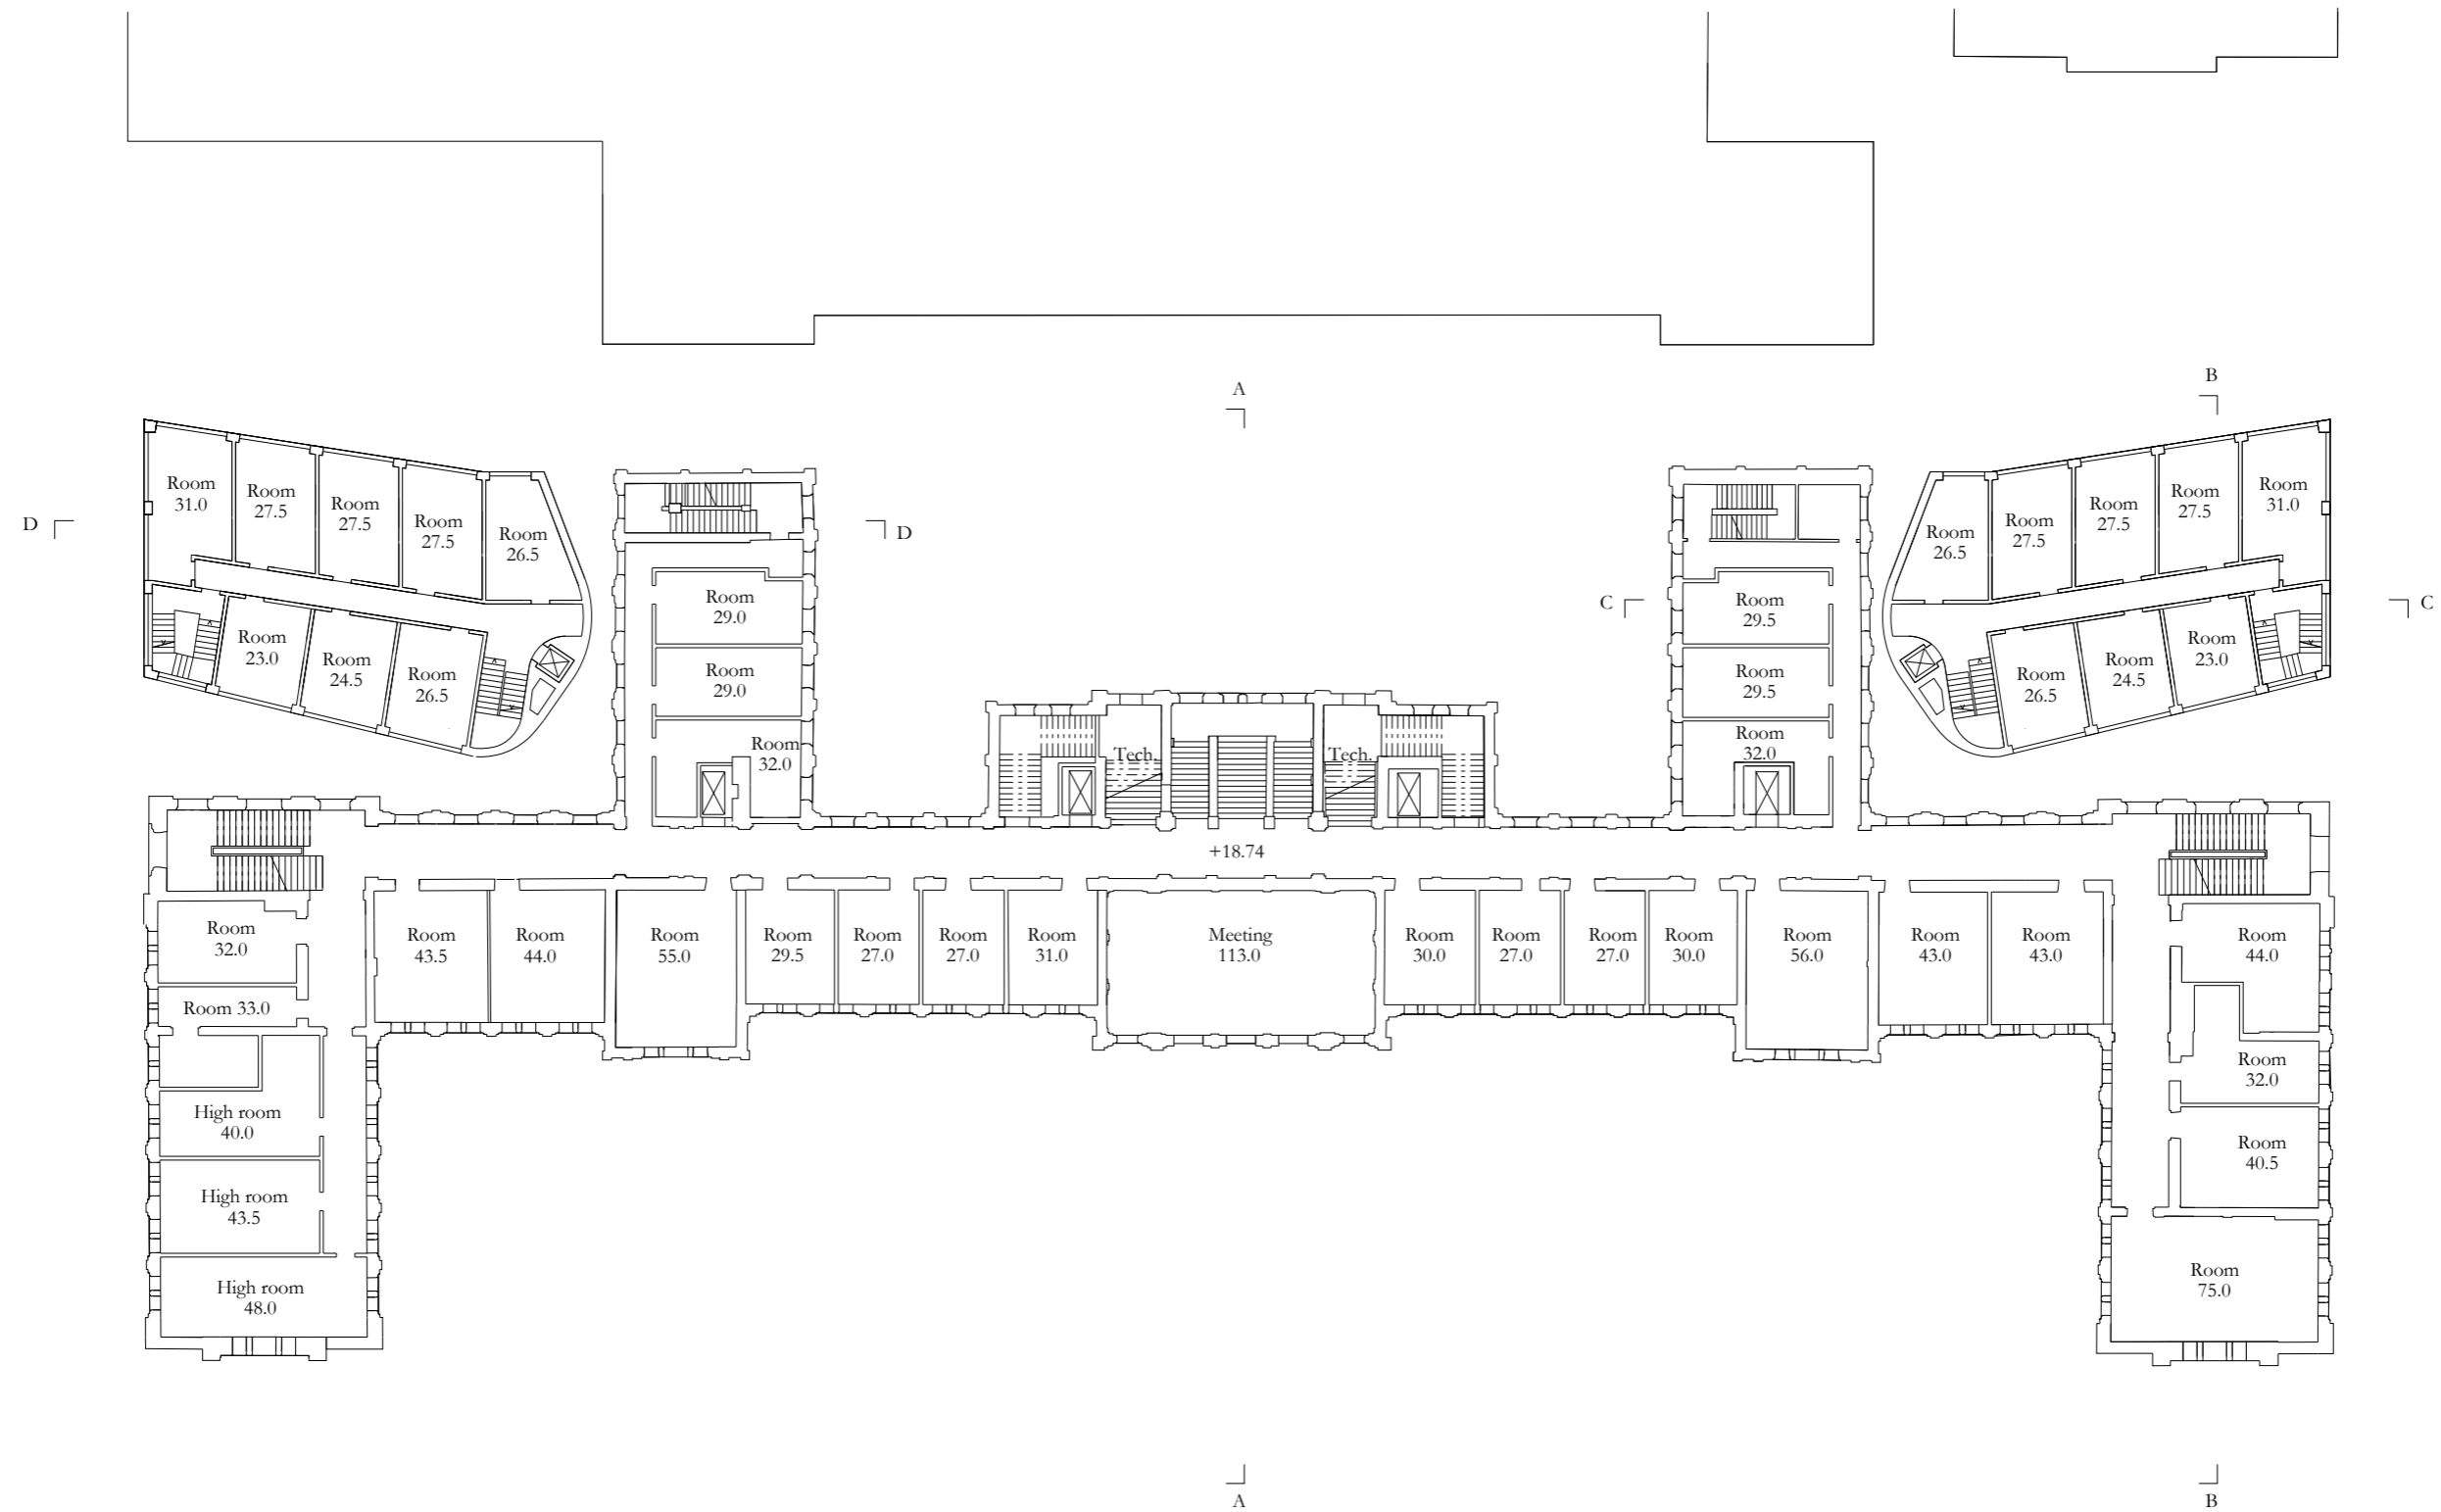 A
B
Room
31.0
Room
27.5
Room
27.5
Room
27.5
Room
26.5
D
D
Room
23.0
Room
24.5
Room
26.5
Room
29.0
Room
29.0
Room
32.0
Tech.
Tech.
C
C
Room
29.5
Room
29.5
Room
32.0
Room
26.5
Room
27.5
Room
27.5
Room
27.5
Room
31.0
Room
26.5
Room
24.5
Room
23.0
+18.74
Room
32.0
Room 33.0
High room
40.0
High room
43.5
High room
48.0
Room
43.5
Room
44.0
Room
55.0
Room
29.5
Room
27.0
Room
27.0
Room
31.0
Meeting
113.0
Room
30.0
Room
27.0
Room
27.0
Room
30.0
Room
56.0
Room
43.0
Room
43.0
Room
44.0
Room
32.0
Room
40.5
Room
75.0
A
B